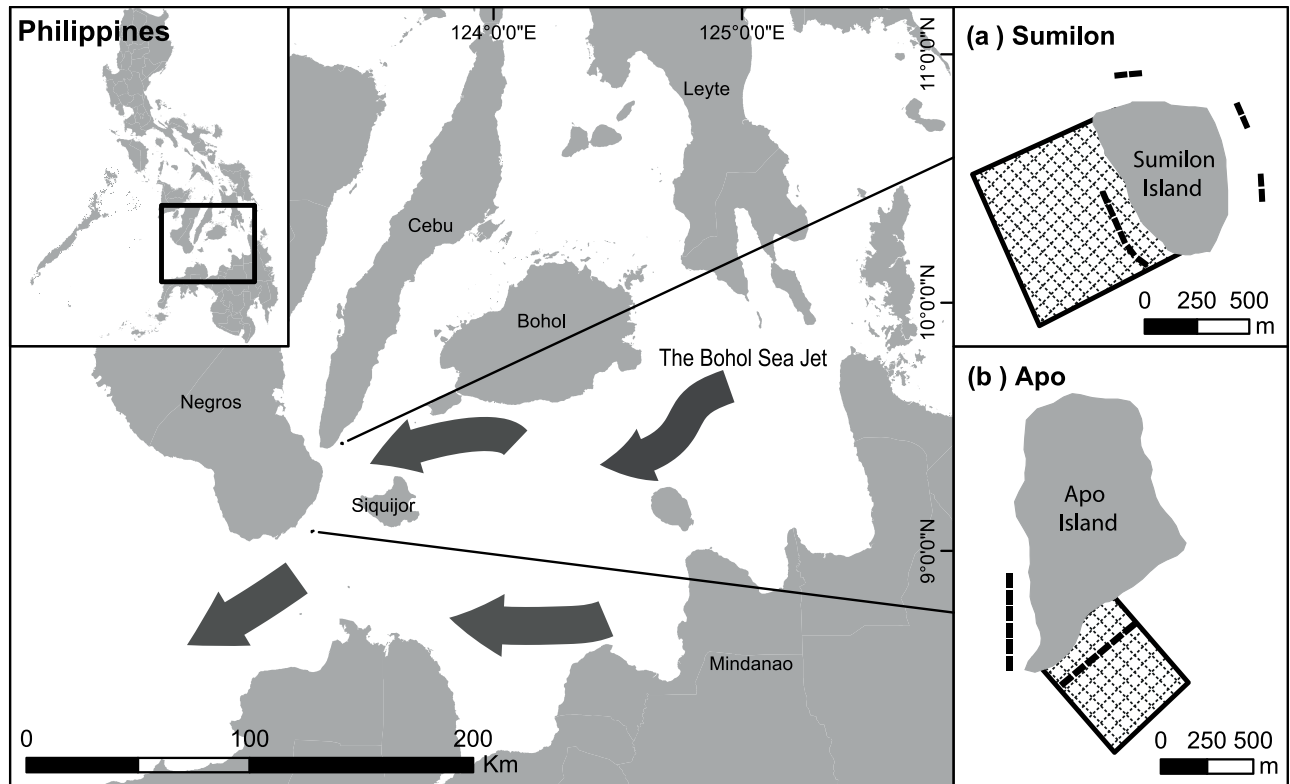 Philippines
124°0'0"E
125°0'0"E
11°0'0"N
Leyte
Cebu
10°0'0"N
Bohol
The Bohol Sea Jet
Negros
Siquijor
9°0'0"N
Mindanao
0 100 200
Km
(a ) Sumilon
Sumilon
Island
0 250 500
m
(b ) Apo
Apo
Island
0 250 500
m